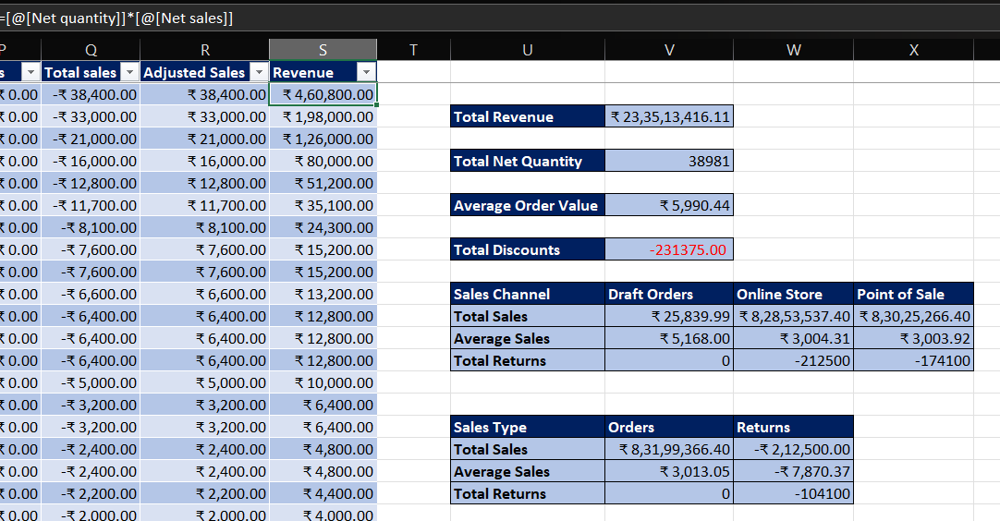 =[@[Net quantity]]*[@[Net sales]]
P Q R S T U V W X
s Total sales Adjusted Sales Revenue
₹ 0.00 -₹ 38,400.00 ₹ 38,400.00 ₹ 4,60,800.00
₹ 0.00 -₹ 33,000.00 ₹ 33,000.00 ₹ 1,98,000.00 Total Revenue ₹ 23,35,13,416.11
₹ 0.00 -₹ 21,000.00 ₹ 21,000.00 ₹ 1,26,000.00
₹ 0.00 -₹ 16,000.00 ₹ 16,000.00 ₹ 80,000.00 Total Net Quantity 38981
₹ 0.00 -₹ 12,800.00 ₹ 12,800.00 ₹ 51,200.00
₹ 0.00 -₹ 11,700.00 ₹ 11,700.00 ₹ 35,100.00 Average Order Value ₹ 5,990.44
₹ 0.00 -₹ 8,100.00 ₹ 8,100.00 ₹ 24,300.00
₹ 0.00 -₹ 7,600.00 ₹ 7,600.00 ₹ 15,200.00 Total Discounts -231375.00
₹ 0.00 -₹ 7,600.00 ₹ 7,600.00 ₹ 15,200.00
₹ 0.00 -₹ 6,600.00 ₹ 6,600.00 ₹ 13,200.00 Sales Channel Draft Orders Online Store Point of Sale
₹ 0.00 -₹ 6,400.00 ₹ 6,400.00 ₹ 12,800.00 Total Sales ₹ 25,839.99 ₹ 8,28,53,537.40 ₹ 8,30,25,266.40
₹ 0.00 -₹ 6,400.00 ₹ 6,400.00 ₹ 12,800.00 Average Sales ₹ 5,168.00 ₹ 3,004.31 ₹ 3,003.92
₹ 0.00 -₹ 6,400.00 ₹ 6,400.00 ₹ 12,800.00 Total Returns 0 -212500 -174100
₹ 0.00 -₹ 5,000.00 ₹ 5,000.00 ₹ 10,000.00
₹ 0.00 -₹ 3,200.00 ₹ 3,200.00 ₹ 6,400.00
₹ 0.00 -₹ 3,200.00 ₹ 3,200.00 ₹ 6,400.00 Sales Type Orders Returns
₹ 0.00 -₹ 2,400.00 ₹ 2,400.00 ₹ 4,800.00 Total Sales ₹ 8,31,99,366.40 -₹ 2,12,500.00
₹ 0.00 -₹ 2,400.00 ₹ 2,400.00 ₹ 4,800.00 Average Sales ₹ 3,013.05 -₹ 7,870.37
₹ 0.00 -₹ 2,200.00 ₹ 2,200.00 ₹ 4,400.00 Total Returns 0 -104100
₹ 0.00 -₹ 2,000.00 ₹ 2,000.00 ₹ 4,000.00